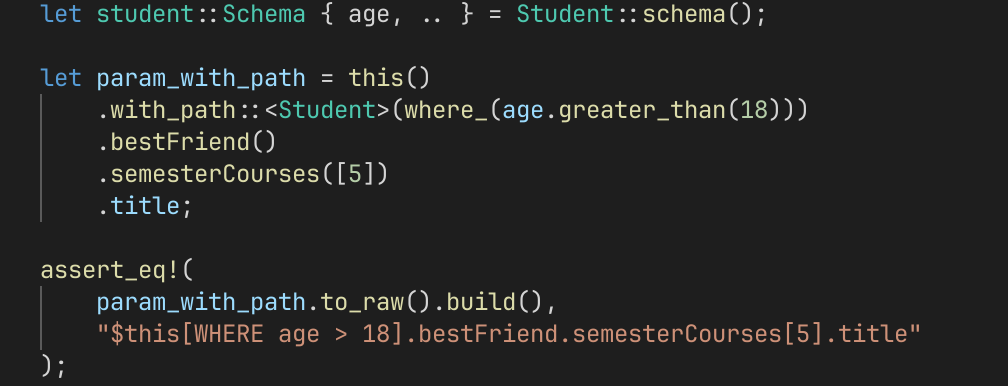 let student::Schema { age, .. } = Student::schema();

let param_with_path = this()
    .with_path::<Student>(where_(age.greater_than(18)))
    .bestFriend()
    .semesterCourses([5])
    .title;

assert_eq!(
    param_with_path.to_raw().build(),
    "$this[WHERE age > 18].bestFriend.semesterCourses[5].title"
);